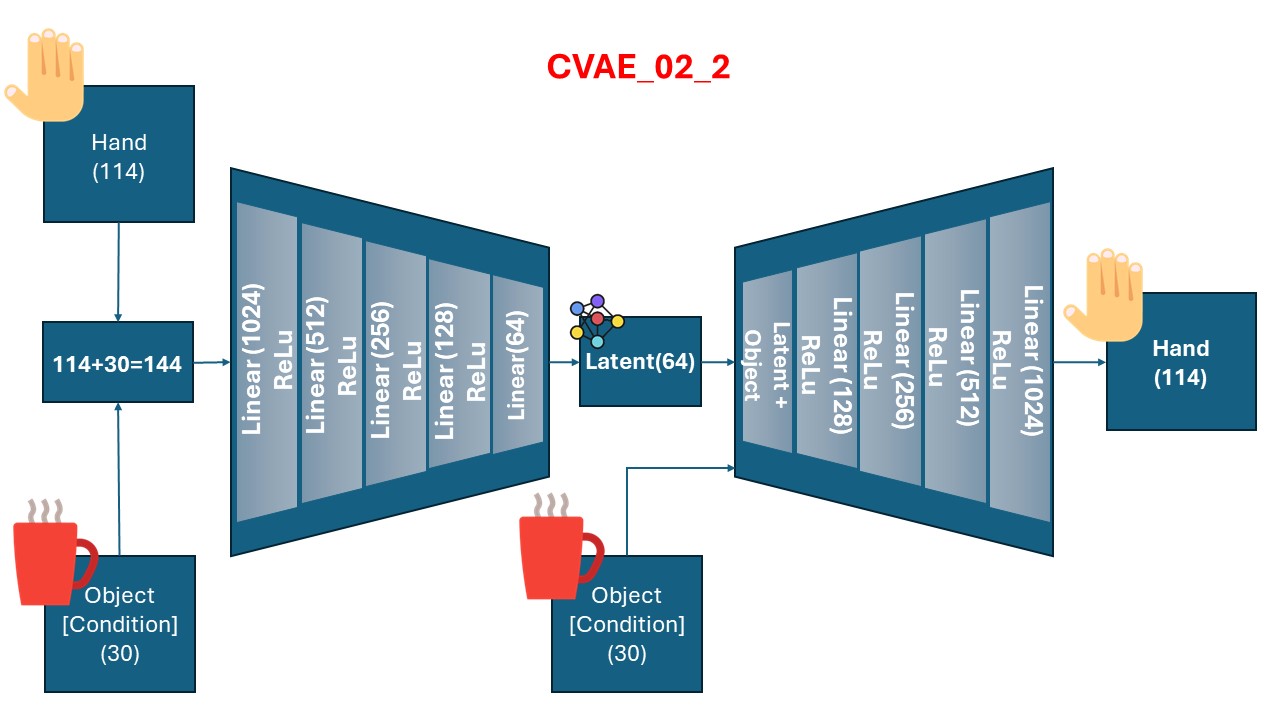 CVAE_02_2
Hand
(114)
114+30=144
Object
[Condition]
(30)
Linear (1024)
ReLu
Linear (512)
ReLu
Linear (256)
ReLu
Linear (128)
ReLu
Linear(64)
Latent(64)
Object
[Condition]
(30)
Latent +
Object
Linear (128)
ReLu
Linear (256)
ReLu
Linear (512)
ReLu
Linear (1024)
ReLu
Hand
(114)